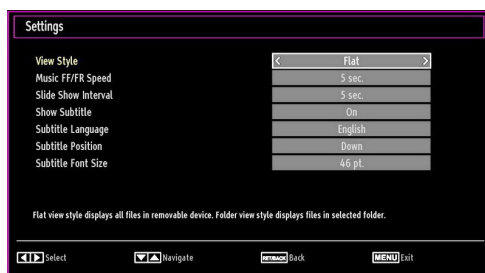 Settings
View Style < Flat >
Music FF/FR Speed 5 sec.
Slide Show Interval 5 sec.
Show Subtitle On
Subtitle Language English
Subtitle Position Down
Subtitle Font Size 46 pt.
Flat view style displays all files in removable device. Folder view style displays files in selected folder.
Select Navigate RET/BACK Back MENU Exit